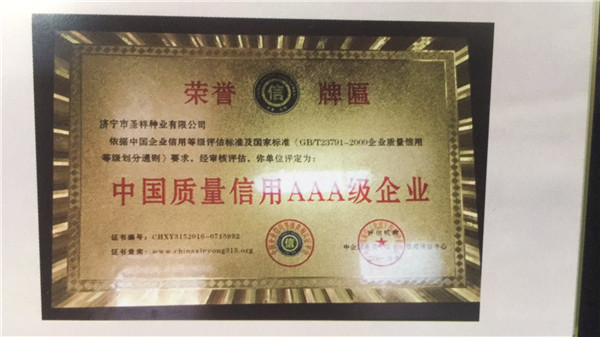 荣誉 信 牌匾
济宁市圣祥种业有限公司
依据中国企业信用等级评估标准及国家标准《GB/T23791-2009企业质量信用
等级划分通则》要求，经审核评估，你单位评定为：
中国质量信用AAA级企业
证书编号：CHXY3152016-0715992
证书查索：www.chinaxinyong315.org
信